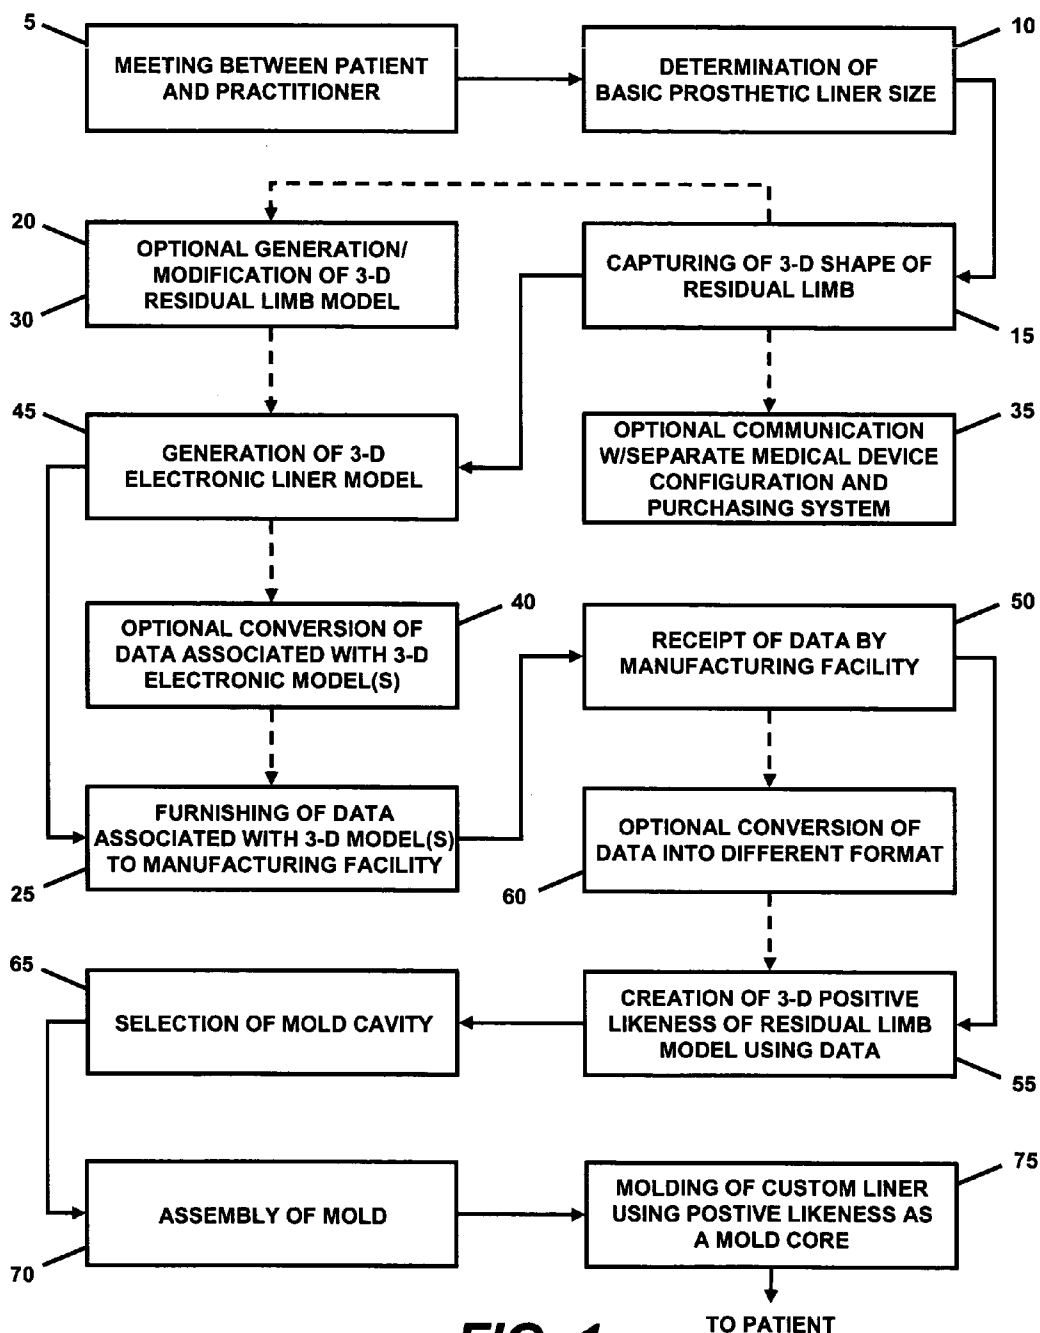 5
MEETING BETWEEN PATIENT
AND PRACTITIONER
10
DETERMINATION OF
BASIC PROSTHETIC LINER SIZE
20
OPTIONAL GENERATION/
MODIFICATION OF 3-D
RESIDUAL LIMB MODEL
30
CAPTURING OF 3-D SHAPE OF
RESIDUAL LIMB
15
45
GENERATION OF 3-D
ELECTRONIC LINER MODEL
35
OPTIONAL COMMUNICATION
W/SEPARATE MEDICAL DEVICE
CONFIGURATION AND
PURCHASING SYSTEM
40
OPTIONAL CONVERSION OF
DATA ASSOCIATED WITH 3-D
ELECTRONIC MODEL(S)
50
RECEIPT OF DATA BY
MANUFACTURING FACILITY
FURNISHING OF DATA
ASSOCIATED WITH 3-D MODEL(S)
TO MANUFACTURING FACILITY
25
OPTIONAL CONVERSION OF
DATA INTO DIFFERENT FORMAT
60
65
SELECTION OF MOLD CAVITY
CREATION OF 3-D POSITIVE
LIKENESS OF RESIDUAL LIMB
MODEL USING DATA
55
ASSEMBLY OF MOLD
70
75
MOLDING OF CUSTOM LINER
USING POSTIVE LIKENESS AS
A MOLD CORE
TO PATIENT
FIG. 1